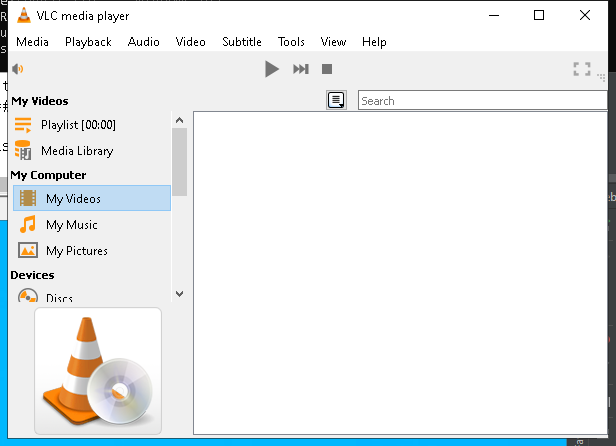 VLC media player
Media Playback Audio Video Subtitle Tools View Help
My Videos
Search
Playlist [00:00]
Media Library
My Computer
My Videos
My Music
My Pictures
Devices
Discs